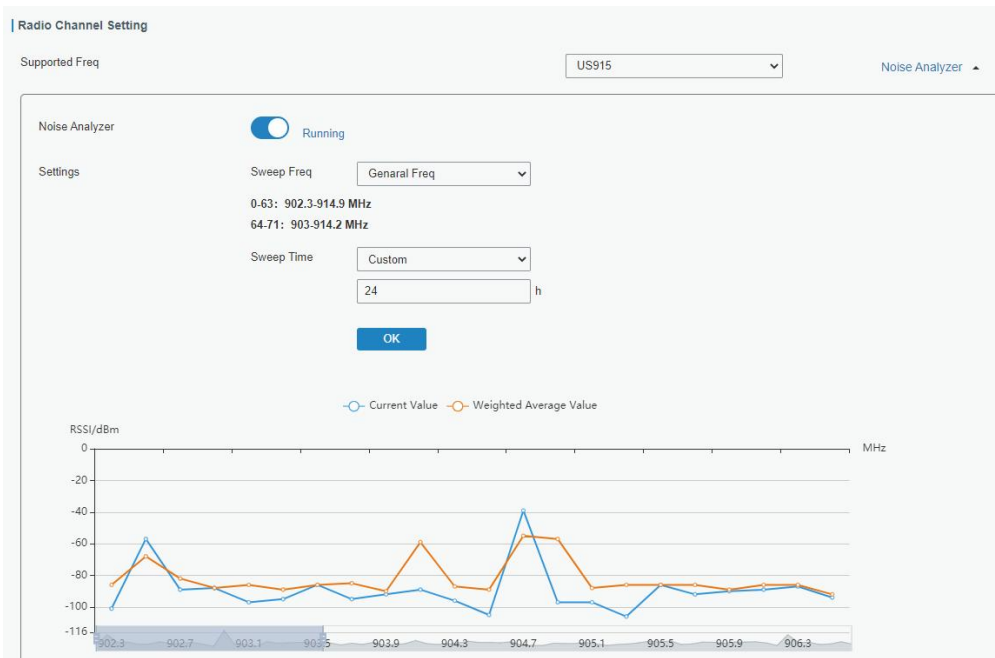 Radio Channel Setting
Supported Freq US915 Noise Analyzer
Noise Analyzer Running
Settings Sweep Freq Genaral Freq
0-63: 902.3-914.9 MHz
64-71: 903-914.2 MHz
Sweep Time Custom
24 h
OK
Current Value Weighted Average Value
RSSI/dBm
0 MHz
-20
-40
-60
-80
-100
-116
902.3 902.7 903.1 903.5 903.9 904.3 904.7 905.1 905.5 905.9 906.3